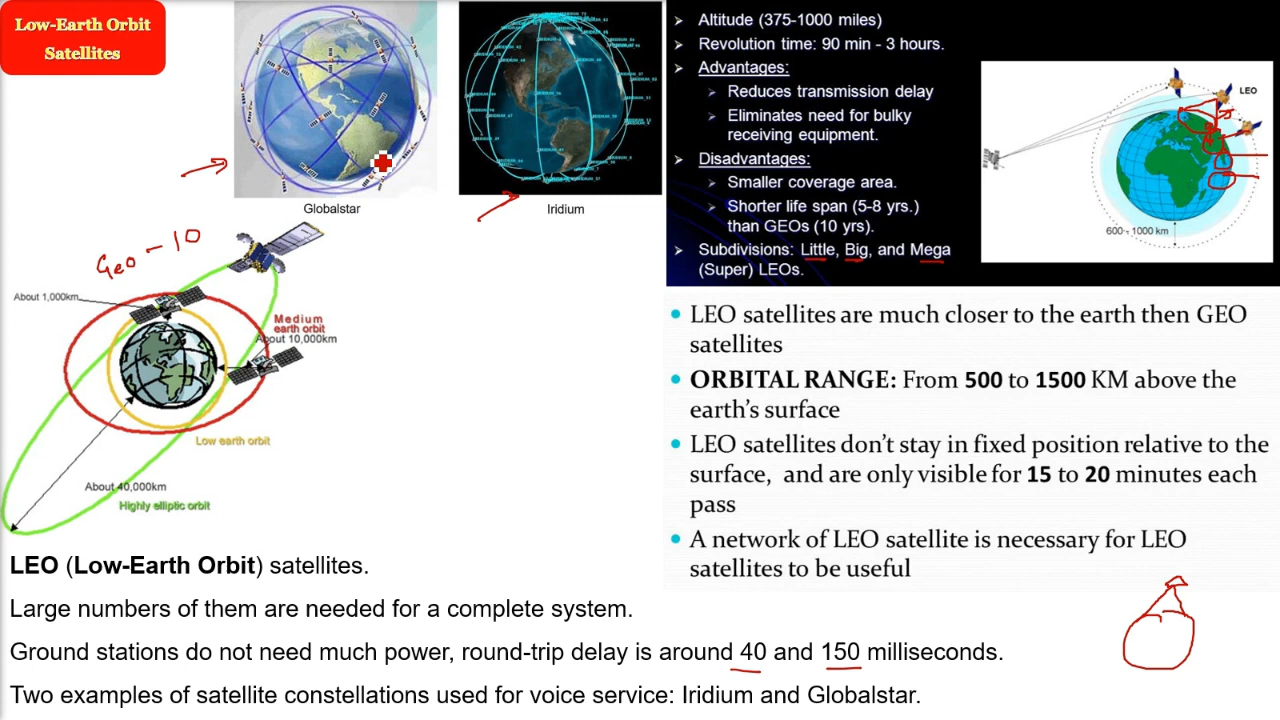 Low-Earth Orbit
Satellites
Globalstar
Iridium
Geo - 10
About 1,000km
Medium
earth orbit
About 10,000km
Low earth orbit
About 40,000km
Highly elliptic orbit
Altitude (375-1000 miles)
Revolution time: 90 min - 3 hours.
Advantages:
Reduces transmission delay
Eliminates need for bulky
receiving equipment.
Disadvantages:
Smaller coverage area.
Shorter life span (5-8 yrs.)
than GEOs (10 yrs).
Subdivisions: Little, Big, and Mega
(Super) LEOs.
LEO
600 - 1000 km
• LEO satellites are much closer to the earth then GEO
satellites
• ORBITAL RANGE: From 500 to 1500 KM above the
earth's surface
• LEO satellites don't stay in fixed position relative to the
surface, and are only visible for 15 to 20 minutes each
pass
• A network of LEO satellite is necessary for LEO
satellites to be useful
LEO (Low-Earth Orbit) satellites.
Large numbers of them are needed for a complete system.
Ground stations do not need much power, round-trip delay is around 40 and 150 milliseconds.
Two examples of satellite constellations used for voice service: Iridium and Globalstar.